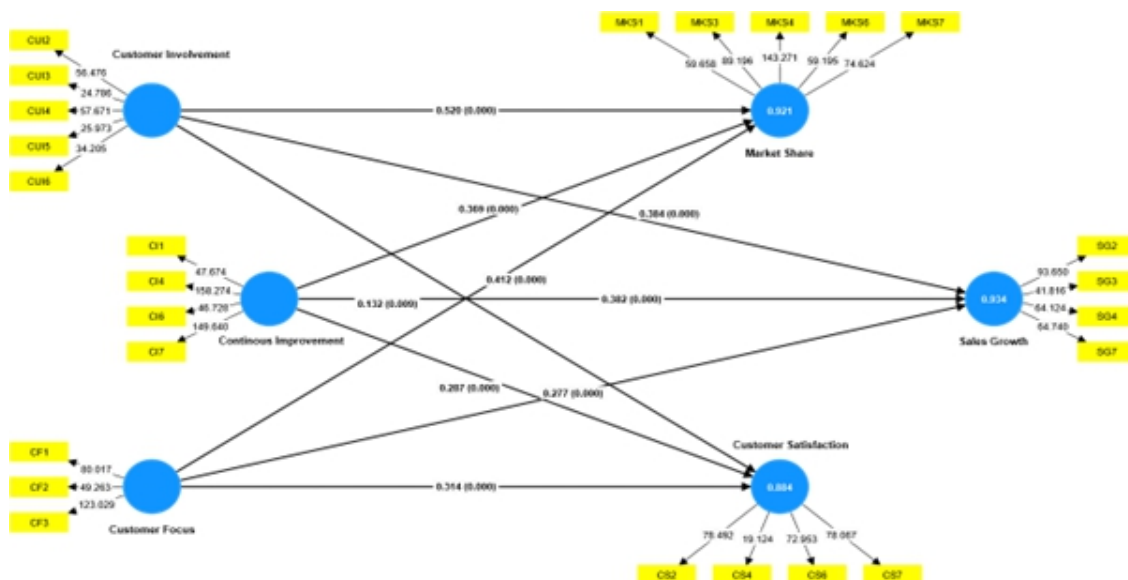 MKS1 MKS3 MKS4 MKS6 MKS7
CUI2
Customer Involvement
56.476
59.658 89.196 143.271 59.195 74.624
CUI3
24.786
CUI4
57.671
0.520 (0.000)
0.921
25.973
CUI5
34.205
Market Share
CUI6
0.309 (0.000)
0.384 (0.000)
CI1
SG2
47.674
93.650
CI4
158.274
0.412 (0.000)
SG3
41.816
0.132 (0.009)
0.382 (0.000)
0.934
CI6
46.728
64.124
SG4
149.640
64.740
CI7
Continous Improvement
Sales Growth
SG7
0.287 (0.000)
0.277 (0.000)
CF1
Customer Satisfaction
80.017
CF2
49.263
0.314 (0.000)
0.884
123.029
CF3
Customer Focus
78.492 19.124 72.953 78.087
CS2 CS4 CS6 CS7